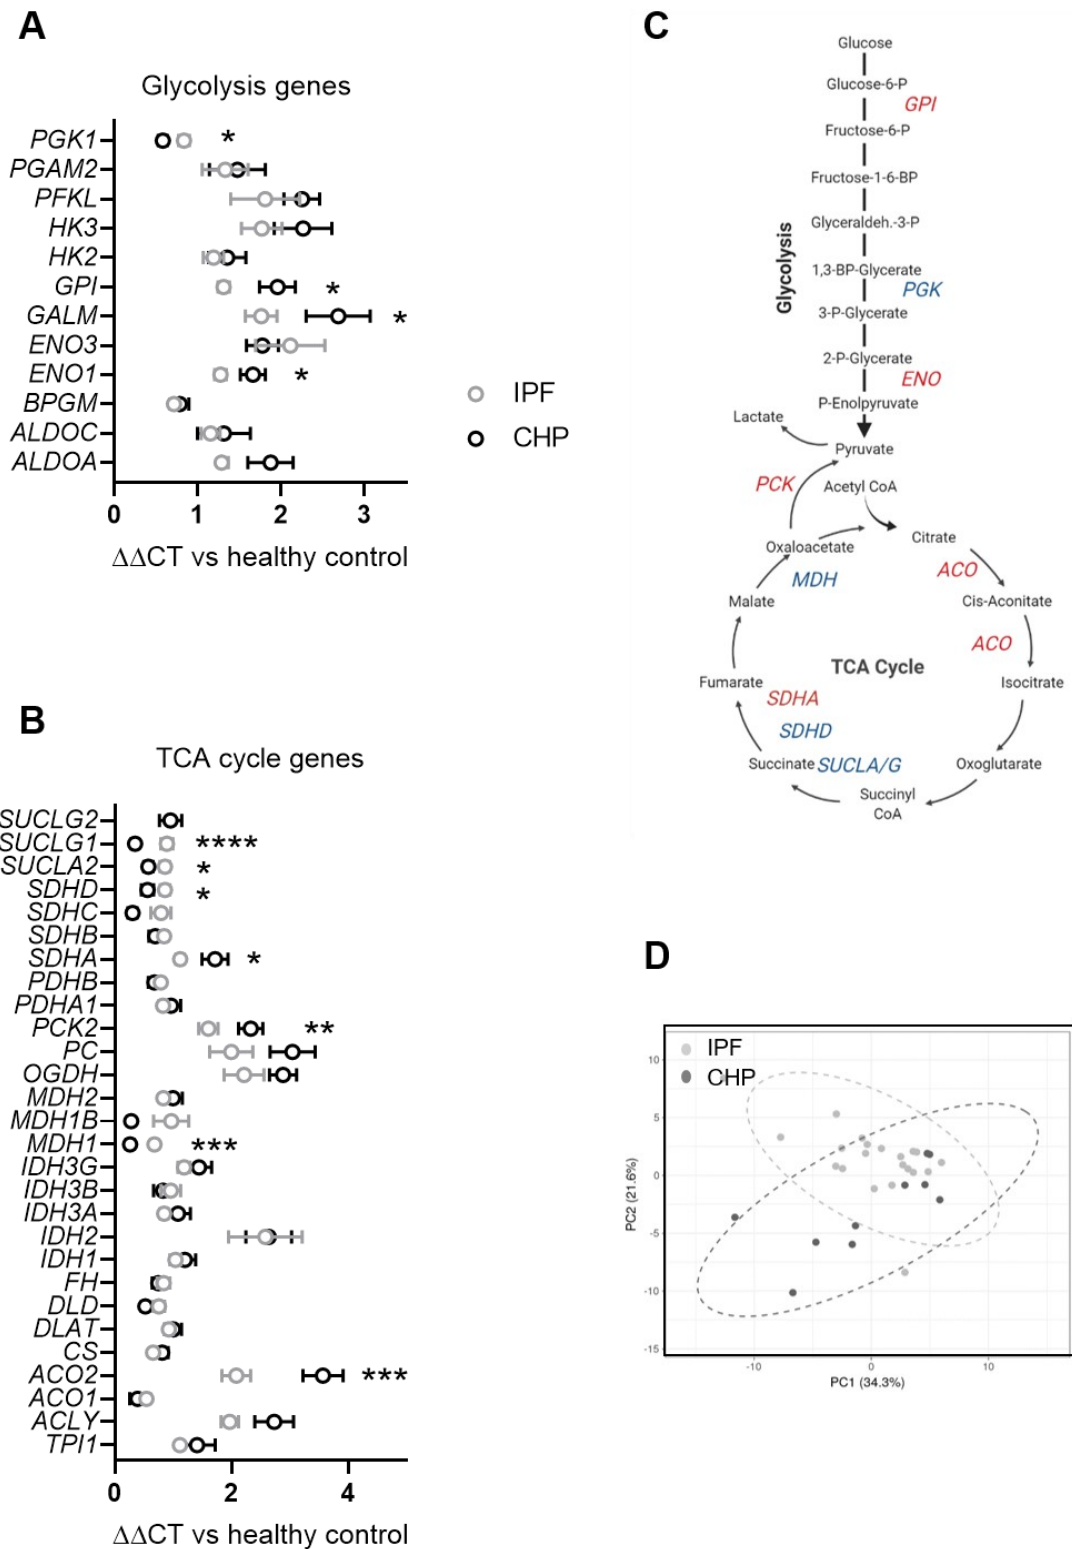 A
Glycolysis genes
PGK1
*
PGAM2
PFKL
HK3
HK2
GPI
*
GALM
*
ENO3
ENO1
*
BPGM
ALDOC
ALDOA
0 1 2 3
ΔΔCT vs healthy control
IPF
CHP
B
TCA cycle genes
SUCLG2
SUCLG1
****
SUCLA2
*
SDHD
*
SDHC
SDHB
SDHA
*
PDHB
PDHA1
PCK2
**
PC
OGDH
MDH2
MDH1B
MDH1
***
IDH3G
IDH3B
IDH3A
IDH2
IDH1
FH
DLD
DLAT
CS
ACO2
***
ACO1
ACLY
TPI1
0 2 4
ΔΔCT vs healthy control
C
Glucose
Glucose-6-P
GPI
Fructose-6-P
Fructose-1-6-BP
Glyceraldeh.-3-P
Glycolysis
1,3-BP-Glycerate
PGK
3-P-Glycerate
2-P-Glycerate
ENO
P-Enolpyruvate
Lactate
Pyruvate
PCK
Acetyl CoA
Citrate
Oxaloacetate
ACO
MDH
Malate
Cis-Aconitate
ACO
TCA Cycle
Fumarate
Isocitrate
SDHA
SDHD
Succinate
SUCLA/G
Oxoglutarate
Succinyl
CoA
D
IPF
CHP
10
5
0
-5
-10
-15
PC2 (21.6%)
-10 0 10
PC1 (34.3%)